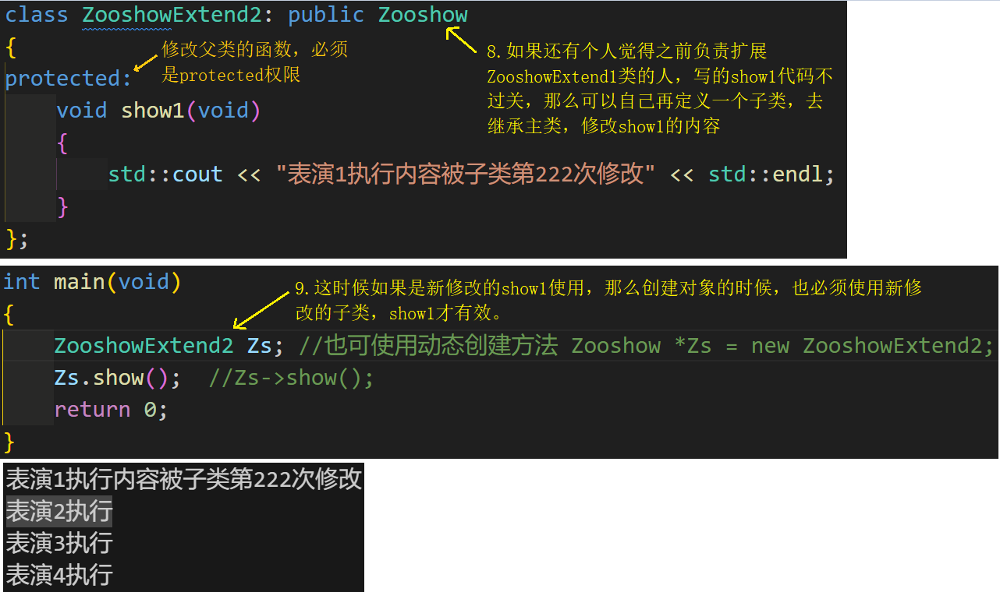 class ZooshowExtend2: public Zooshow
{
修改父类的函数，必须
是protected权限
8.如果还有个人觉得之前负责扩展
ZooshowExtend1类的人，写的show1代码不
过关，那么可以自己再定义一个子类，去
继承主类，修改show1的内容
protected:
void show1(void)
{
std::cout << "表演1执行内容被子类第222次修改" << std::endl;
}
};
int main(void)
9.这时候如果是新修改的show1使用，那么创建对象的时候，也必须使用新修
改的子类，show1才有效。
{
ZooshowExtend2 Zs; //也可使用动态创建方法 Zooshow *Zs = new ZooshowExtend2;
Zs.show(); //Zs->show();
return 0;
}
表演1执行内容被子类第222次修改
表演2执行
表演3执行
表演4执行